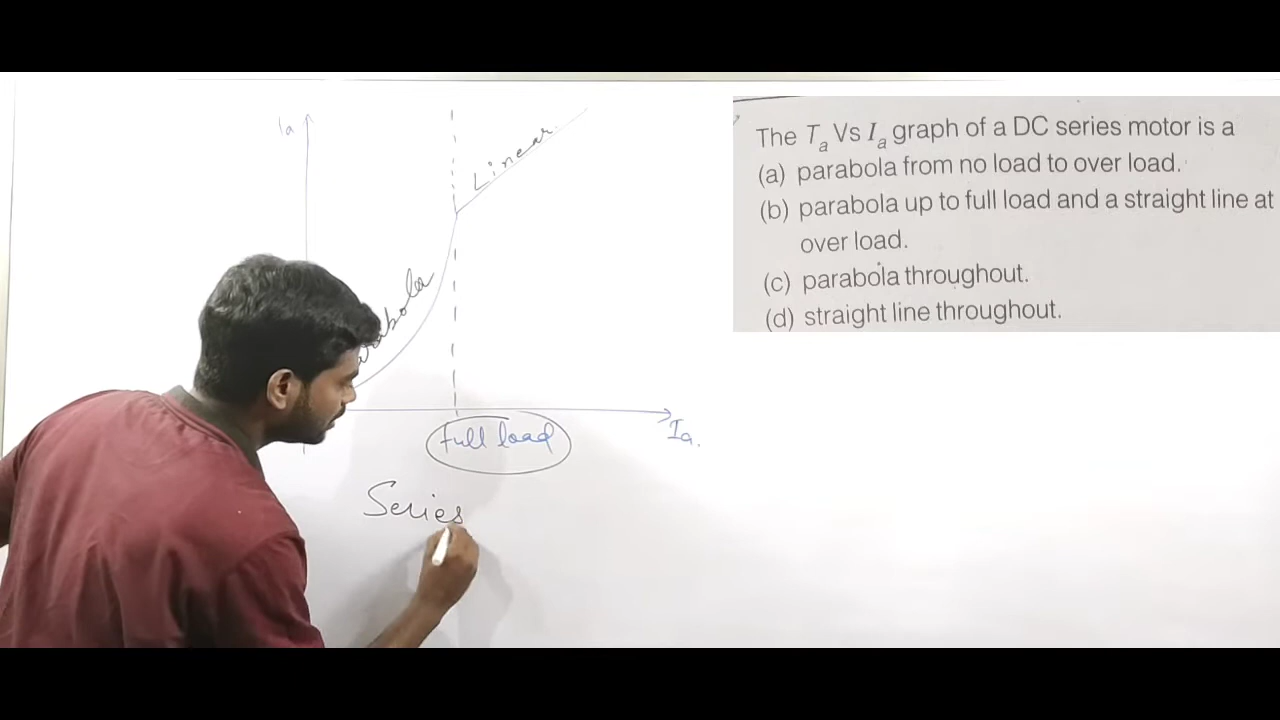 Ia
Linear.
Full load
Ia.
Series
The Ta Vs Ia graph of a DC series motor is a
(a) parabola from no load to over load.
(b) parabola up to full load and a straight line at
over load.
(c) parabola throughout.
(d) straight line throughout.